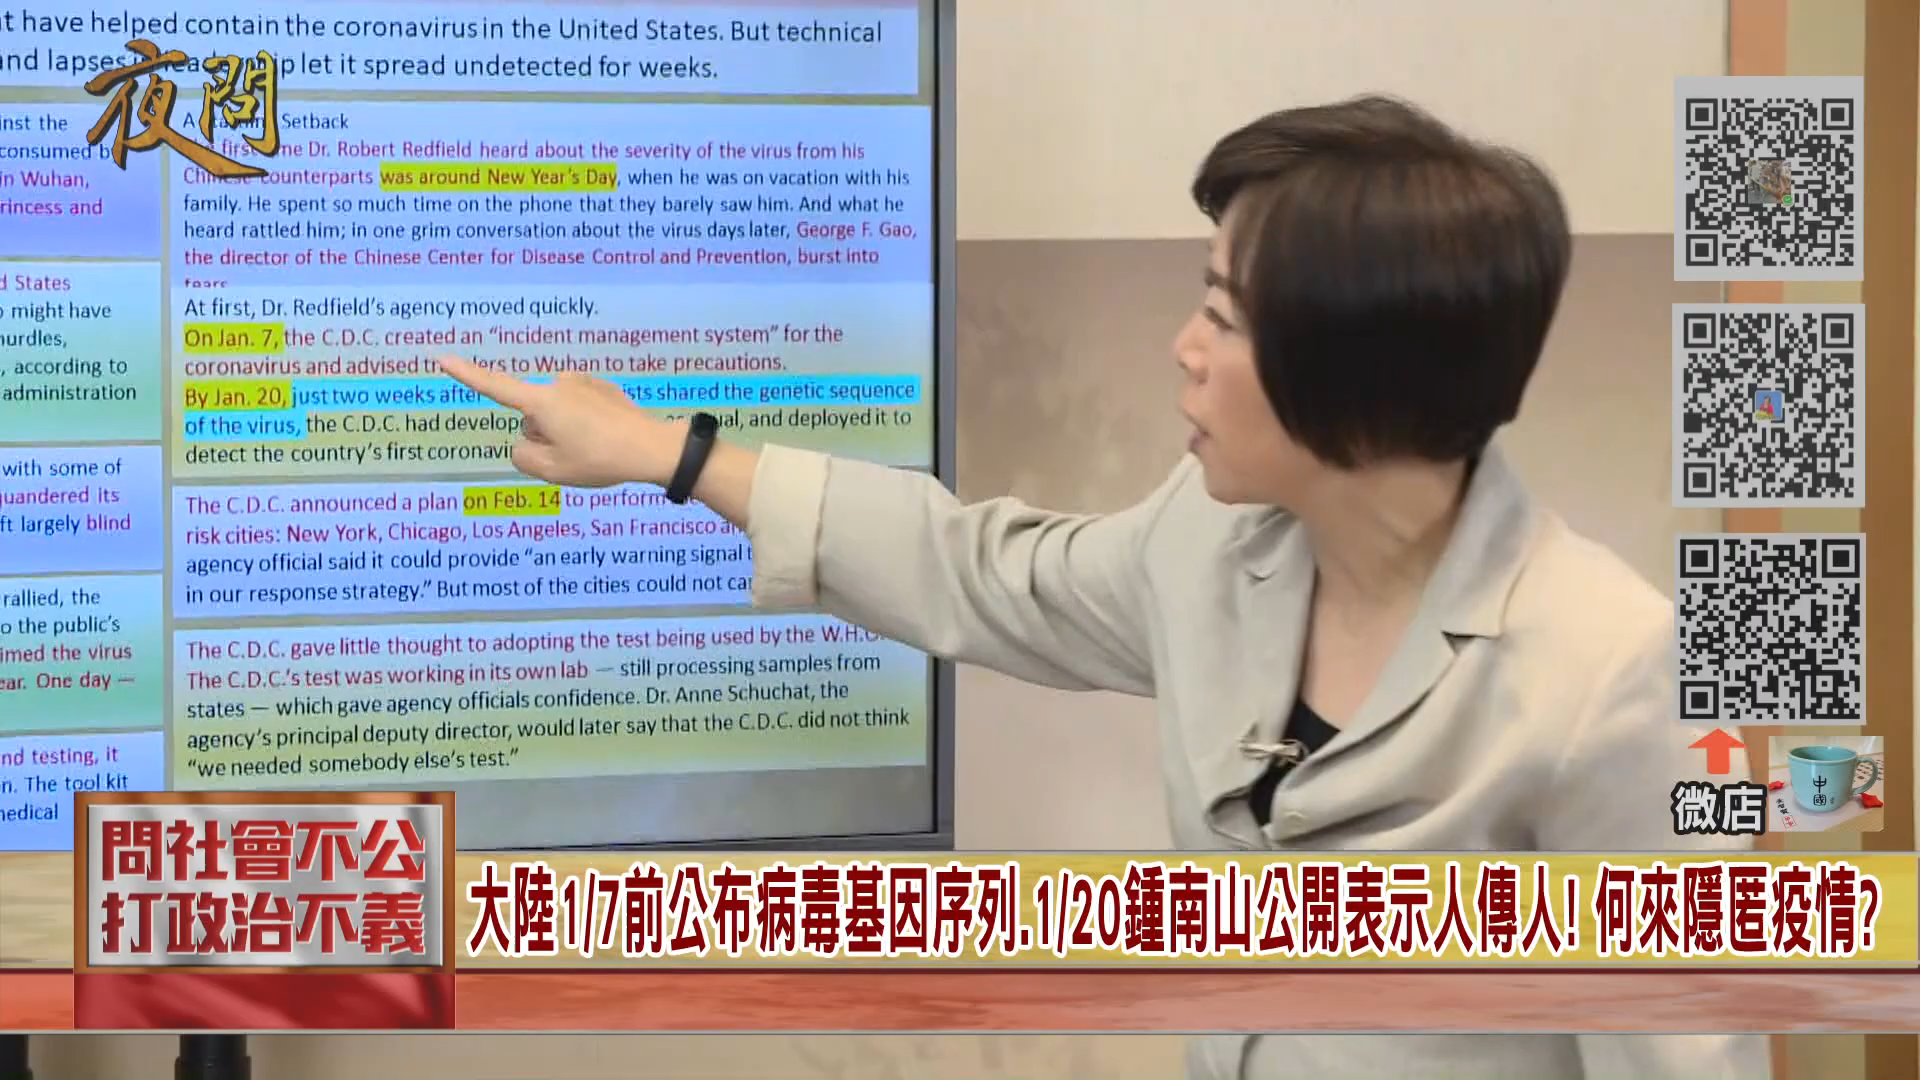 t have helped contain the coronavirus in the United States. But technical
and lapses let it spread undetected for weeks.
夜問
inst the
consumed b
in Wuhan,
rincess and
d States
o might have
hurdles,
, according to
administration
with some of
quandered its
ft largely blind
rallied, the
o the public's
imed the virus
ear. One day —
nd testing, it
n. The tool kit
medical
A Setback
first me Dr. Robert Redfield heard about the severity of the virus from his
Chinese counterparts was around New Year's Day, when he was on vacation with his
family. He spent so much time on the phone that they barely saw him. And what he
heard rattled him; in one grim conversation about the virus days later, George F. Gao,
the director of the Chinese Center for Disease Control and Prevention, burst into
tears
At first, Dr. Redfield's agency moved quickly.
On Jan. 7, the C.D.C. created an "incident management system" for the
coronavirus and advised tra lers to Wuhan to take precautions.
By Jan. 20, just two weeks after sts shared the genetic sequence
of the virus, the C.D.C. had develope ual, and deployed it to
detect the country's first coronavir
The C.D.C. announced a plan on Feb. 14 to perform
risk cities: New York, Chicago, Los Angeles, San Francisco an
agency official said it could provide "an early warning signal t
in our response strategy." But most of the cities could not car
The C.D.C. gave little thought to adopting the test being used by the W.H.O.
The C.D.C.'s test was working in its own lab — still processing samples from
states — which gave agency officials confidence. Dr. Anne Schuchat, the
agency's principal deputy director, would later say that the C.D.C. did not think
"we needed somebody else's test."
微店
中國
問社會不公
打政治不義
大陸1/7前公布病毒基因序列.1/20鍾南山公開表示人傳人! 何來隱匿疫情?